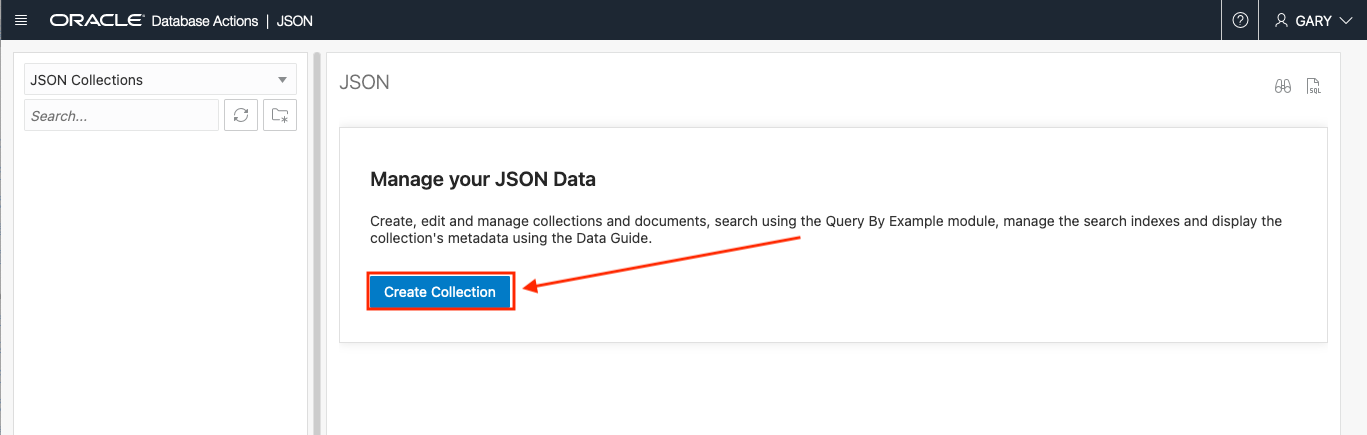 ORACLE Database Actions | JSON
GARY
JSON Collections
Search...
JSON
SQL
Manage your JSON Data
Create, edit and manage collections and documents, search using the Query By Example module, manage the search indexes and display the
collection's metadata using the Data Guide.
Create Collection